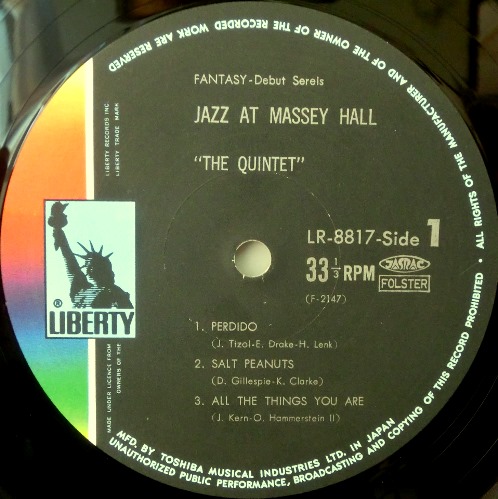 FANTASY-Debut Sereis
JAZZ AT MASSEY HALL
"THE QUINTET"
LR-8817-Side 1
33 1/3 RPM
JASRAC
FOLSTER
(F-2147)
1. PERDIDO
(J. Tizol-E. Drake-H. Lenk)
2. SALT PEANUTS
(D. Gillespie-K. Clarke)
3. ALL THE THINGS YOU ARE
(J. Kern-O. Hammerstein II)
LIBERTY RECORDS INC.
LIBERTY TRADE MARK
® LIBERTY
MADE UNDER LICENCE FROM
OWNERS OF THE
MFD. BY TOSHIBA MUSICAL INDUSTRIES LTD. IN JAPAN
ALL RIGHTS OF THE MANUFACTURER AND OF THE OWNER OF THE RECORDED WORK ARE RESERVED
UNAUTHORIZED PUBLIC PERFORMANCE, BROADCASTING AND COPYING OF THIS RECORD PROHIBITED •